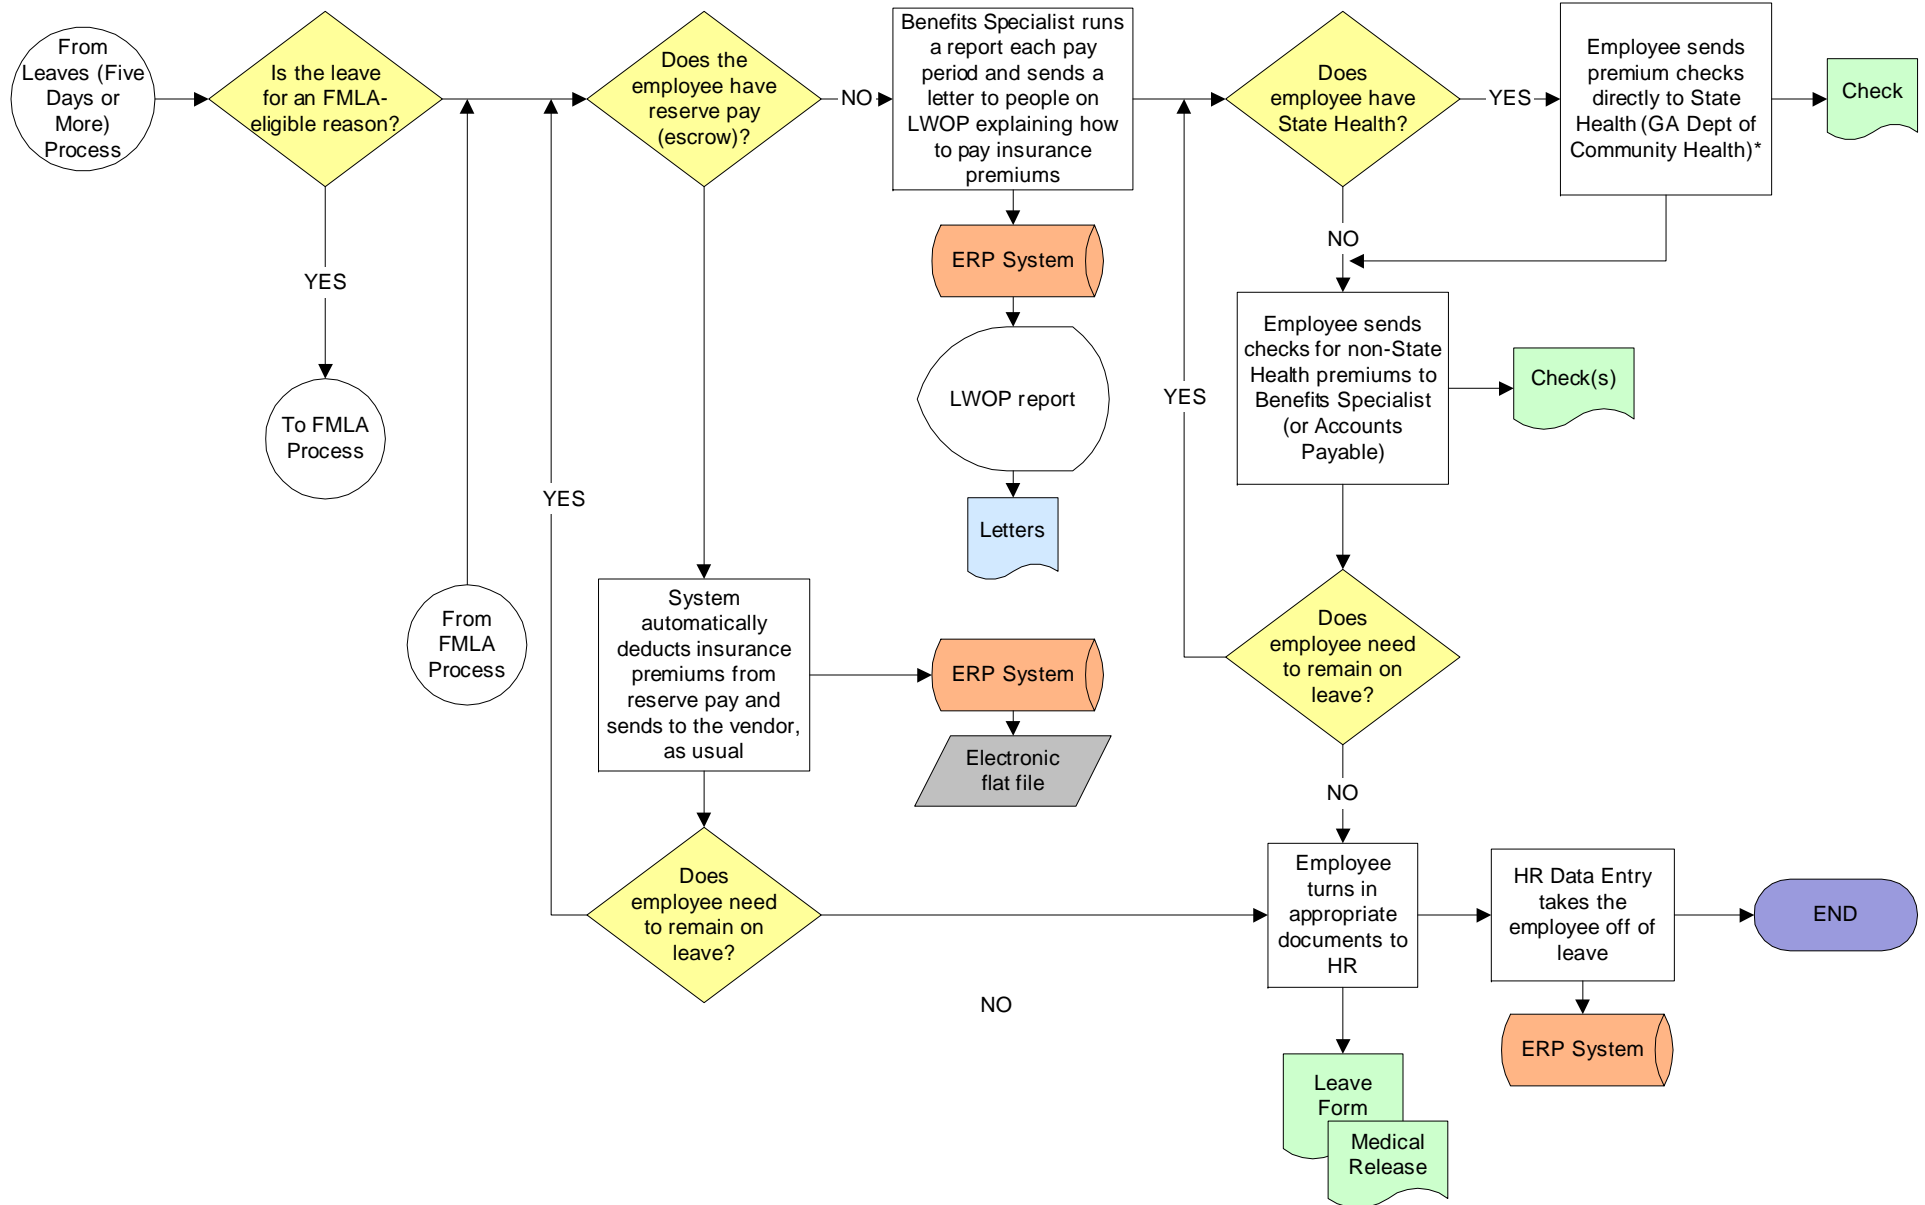 From
Leaves (Five
Days or
More)
Process
Is the leave
for an FMLA-
eligible reason?
YES
To FMLA
Process
From
FMLA
Process
YES
Does the
employee have
reserve pay
(escrow)?
NO
System
automatically
deducts insurance
premiums from
reserve pay and
sends to the vendor,
as usual
ERP System
Electronic
flat file
Does
employee need
to remain on
leave?
NO
Benefits Specialist runs
a report each pay
period and sends a
letter to people on
LWOP explaining how
to pay insurance
premiums
ERP System
LWOP report
Letters
Does
employee have
State Health?
YES
Employee sends
premium checks
directly to State
Health (GA Dept of
Community Health)*
Check
NO
Employee sends
checks for non-State
Health premiums to
Benefits Specialist
(or Accounts
Payable)
Check(s)
YES
Does
employee need
to remain on
leave?
NO
Employee
turns in
appropriate
documents to
HR
Leave
Form
Medical
Release
HR Data Entry
takes the
employee off of
leave
ERP System
END